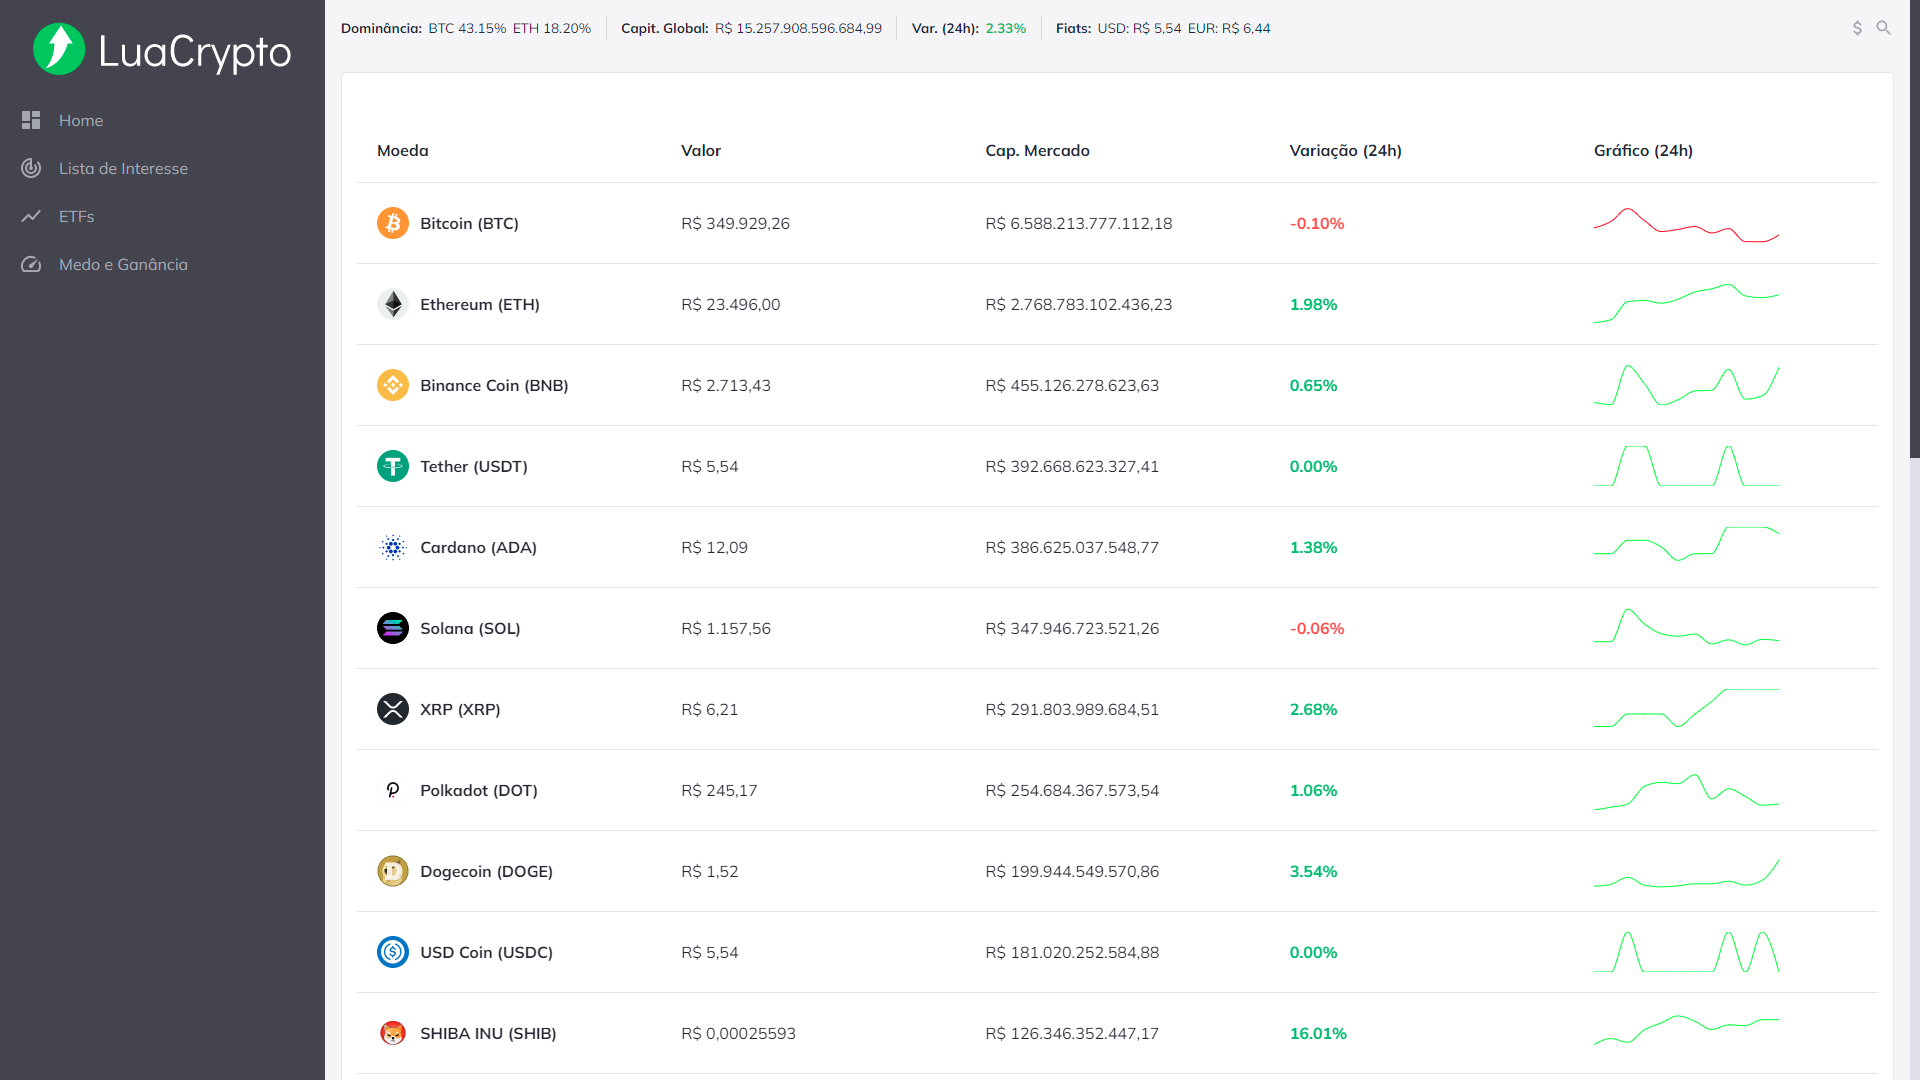 LuaCrypto
Home
Lista de Interesse
ETFs
Medo e Ganância
Dominância: BTC 43.15% ETH 18.20% Capit. Global: R$ 15.257.908.596.684,99 Var. (24h): 2.33% Fiats: USD: R$ 5,54 EUR: R$ 6,44
Moeda Valor Cap. Mercado Variação (24h) Gráfico (24h)
Bitcoin (BTC) R$ 349.929,26 R$ 6.588.213.777.112,18 -0.10%
Ethereum (ETH) R$ 23.496,00 R$ 2.768.783.102.436,23 1.98%
Binance Coin (BNB) R$ 2.713,43 R$ 455.126.278.623,63 0.65%
Tether (USDT) R$ 5,54 R$ 392.668.623.327,41 0.00%
Cardano (ADA) R$ 12,09 R$ 386.625.037.548,77 1.38%
Solana (SOL) R$ 1.157,56 R$ 347.946.723.521,26 -0.06%
XRP (XRP) R$ 6,21 R$ 291.803.989.684,51 2.68%
Polkadot (DOT) R$ 245,17 R$ 254.684.367.573,54 1.06%
Dogecoin (DOGE) R$ 1,52 R$ 199.944.549.570,86 3.54%
USD Coin (USDC) R$ 5,54 R$ 181.020.252.584,88 0.00%
SHIBA INU (SHIB) R$ 0,00025593 R$ 126.346.352.447,17 16.01%